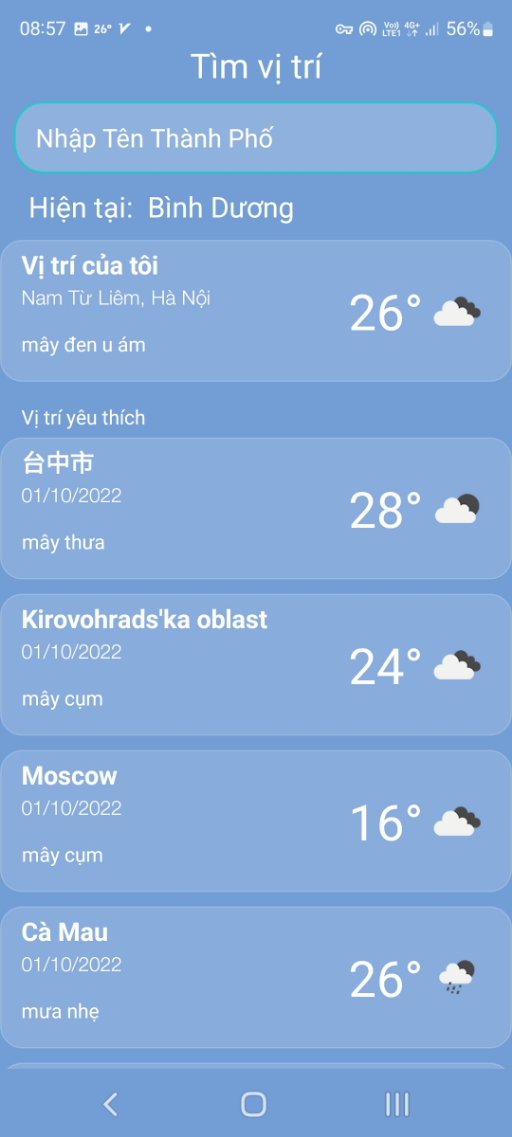 08:57 26° 4G+ 56%
Tìm vị trí
Nhập Tên Thành Phố
Hiện tại: Bình Dương
Vị trí của tôi
Nam Từ Liêm, Hà Nội
26°
mây đen u ám
Vị trí yêu thích
台中市
01/10/2022
28°
mây thưa
Kirovohrads'ka oblast
01/10/2022
24°
mây cụm
Moscow
01/10/2022
16°
mây cụm
Cà Mau
01/10/2022
26°
mưa nhẹ